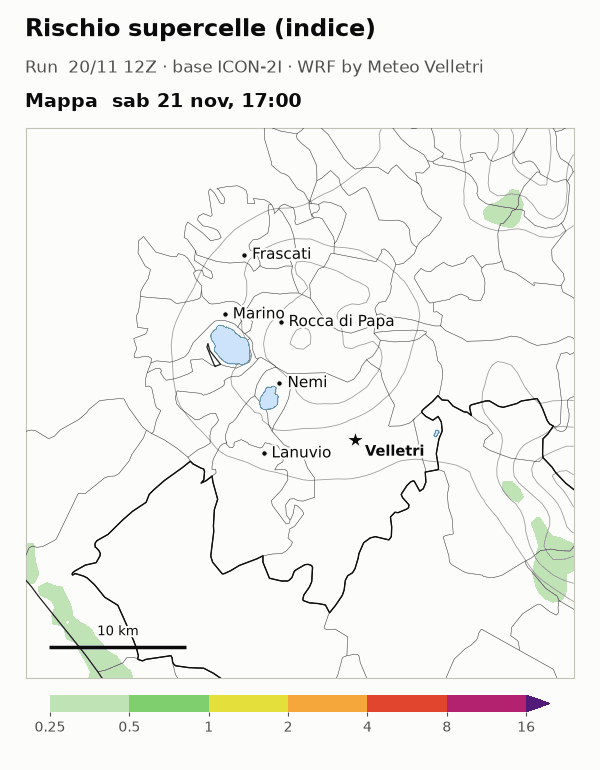 Rischio supercelle (indice)
Run  20/11 12Z · base ICON-2I · WRF by Meteo Velletri
Mappa  sab 21 nov, 17:00
Frascati
Marino
Rocca di Papa
Nemi
Velletri
Lanuvio
10 km
0.25 0.5 1 2 4 8 16